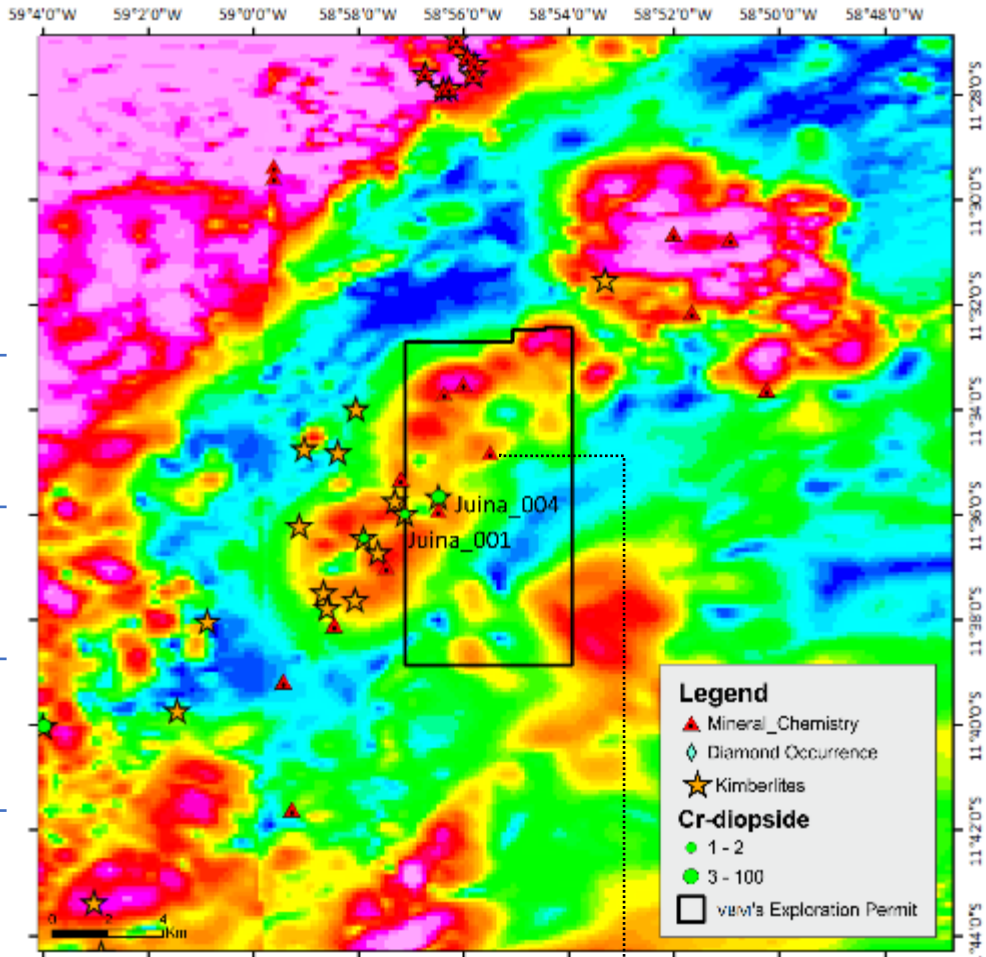 59°4'0"W 59°2'0"W 59°0'0"W 58°58'0"W 58°56'0"W 58°54'0"W 58°52'0"W 58°50'0"W 58°48'0"W
11°28'0"S
11°30'0"S
11°32'0"S
11°34'0"S
Juina_004
11°36'0"S
Juina_001
11°38'0"S
Legend
Mineral_Chemistry
11°40'0"S
Diamond Occurrence
Kimberlites
Cr-diopside
1 - 2
11°42'0"S
3 - 100
's Exploration Permit
0 2 4
Km
11°44'0"S